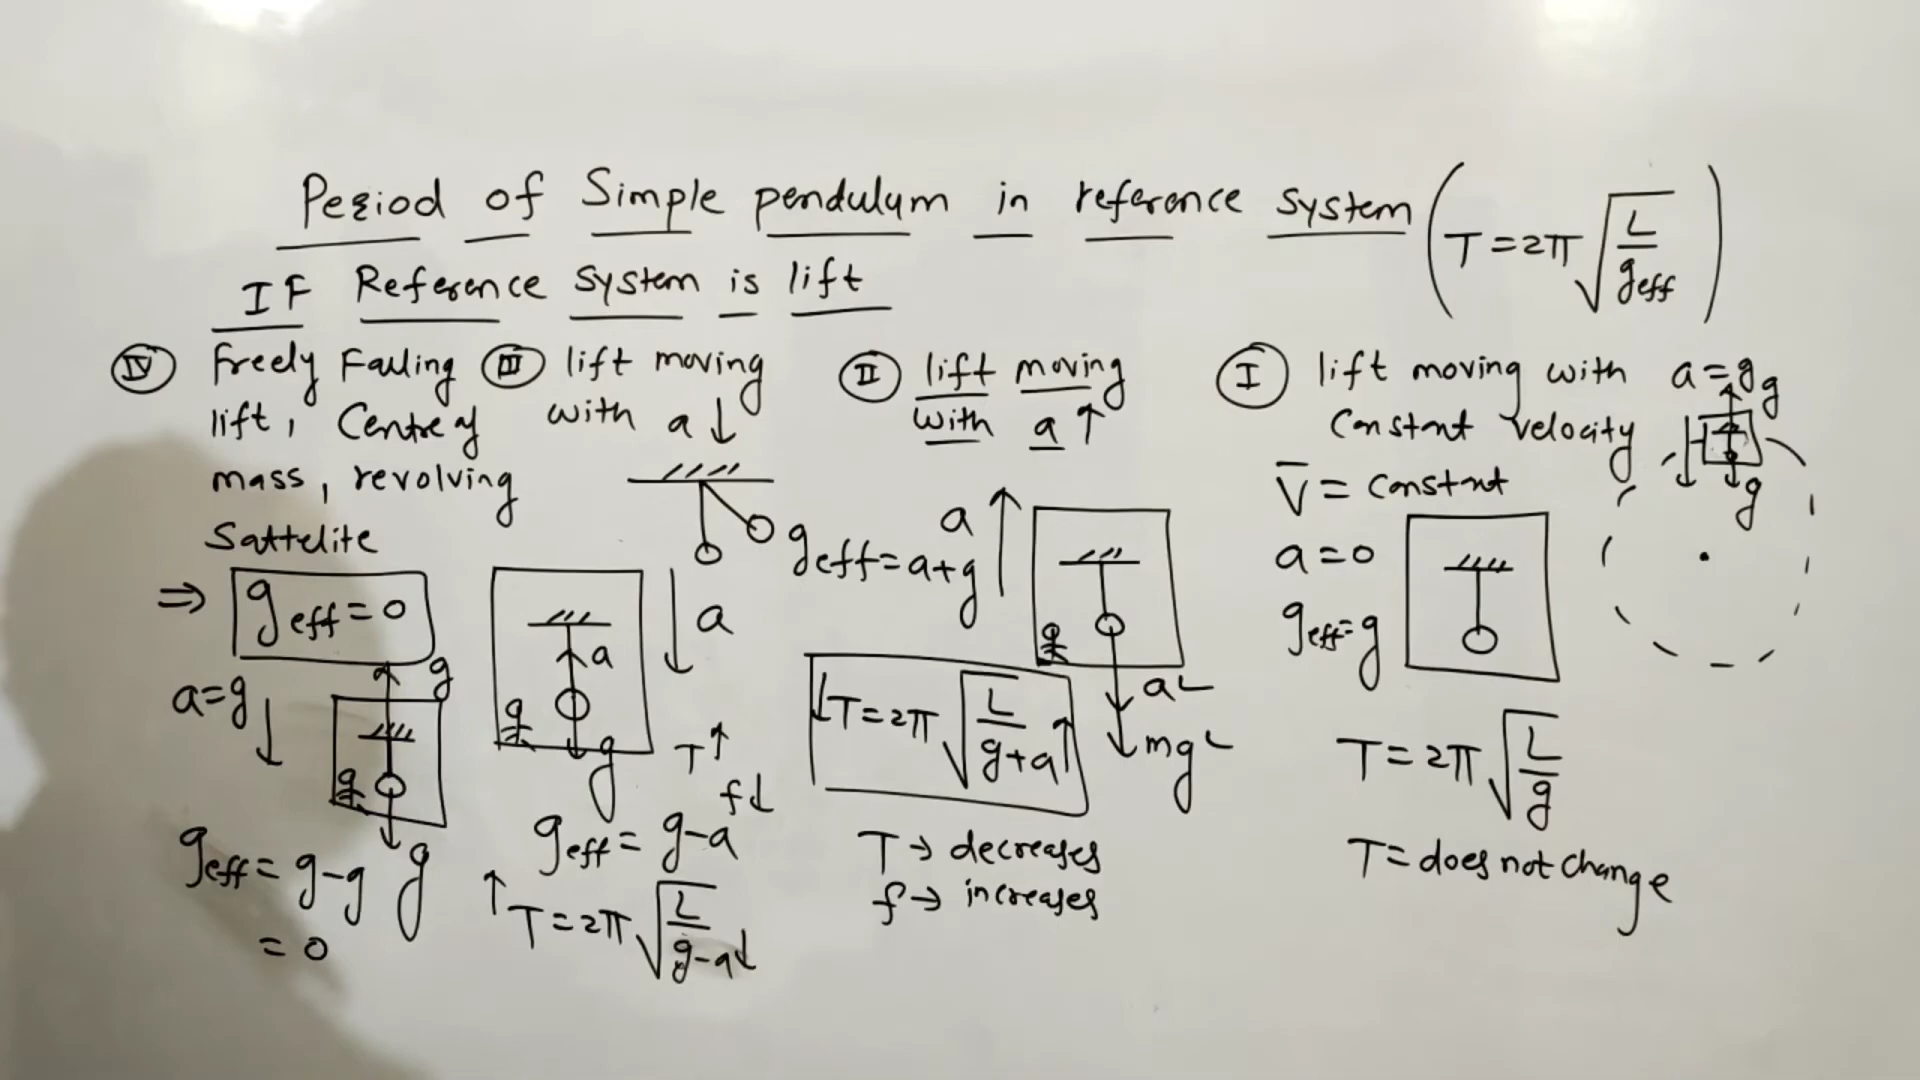 Period of Simple pendulum in reference system (T=2π√(L/geff))
IF Reference System is lift
IV Freely Falling
lift, Centre of
mass, revolving
Sattelite
⇒ geff=0
g
a=g↓
g
geff= g-g g
= 0
III lift moving
with a↓
a
a
g
g
T↑
f↓
geff= g-a
↑T=2π√(L/g-a↓)
II lift moving
with a↑
a
geff=a+g
g
a
mg
↓T=2π√(L/g+a↑)
T→ decreases
f→ increases
I lift moving with a=g
Constant velocity
g
g
V̅ = constant
a=0
geff=g
T=2π√(L/g)
T= does not change